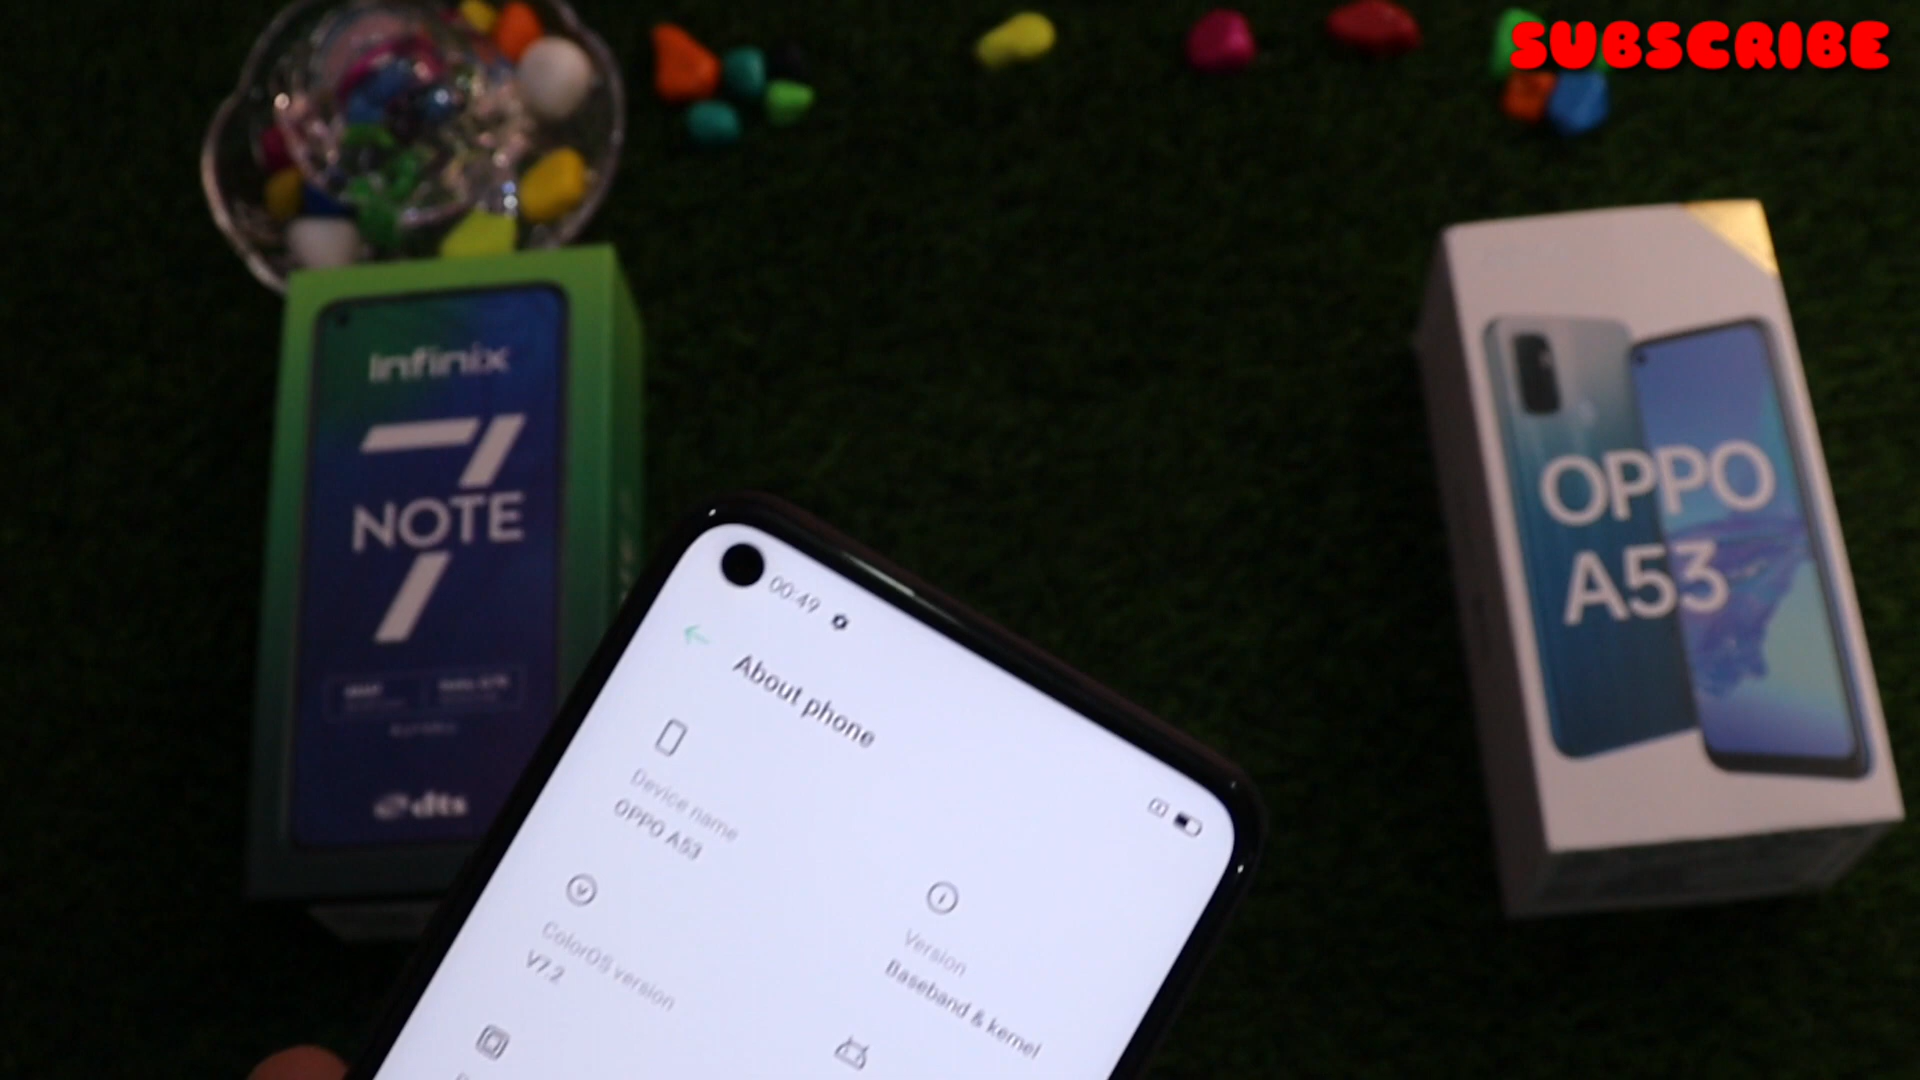 SUBSCRIBE
Infinix
7
NOTE
7
dts
OPPO
A53
00:49
About phone
Device name
OPPO A53
ColorOS version
V7.2
Version
Baseband & kernel